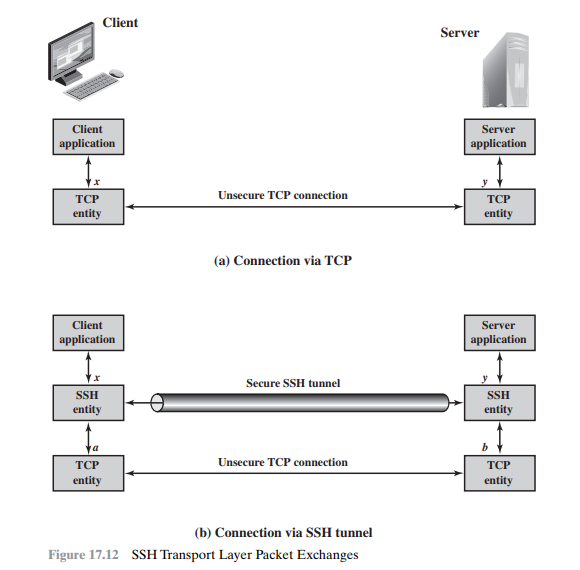 Client
Server
Client
application
Server
application
x
y
TCP
entity
Unsecure TCP connection
TCP
entity
(a) Connection via TCP
Client
application
Server
application
x
y
SSH
entity
Secure SSH tunnel
SSH
entity
a
b
TCP
entity
Unsecure TCP connection
TCP
entity
(b) Connection via SSH tunnel
Figure 17.12 SSH Transport Layer Packet Exchanges